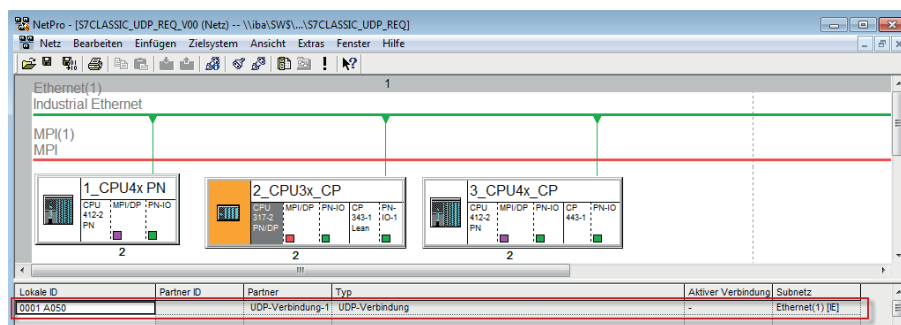 NetPro - [S7CLASSIC_UDP_REQ_V00 (Netz) -- \\iba\SW$\...\S7CLASSIC_UDP_REQ]
Netz Bearbeiten Einfügen Zielsystem Ansicht Extras Fenster Hilfe
Ethernet(1) 1
Industrial Ethernet
MPI(1)
MPI
1_CPU4x PN
CPU MPI/DP PN-IO
412-2
PN
2
2_CPU3x_CP
CPU MPI/DP PN-IO CP PN-
317-2 343-1 IO-1
PN/DP Lean
2
3_CPU4x_CP
CPU MPI/DP PN-IO CP PN-IO
412-2 443-1
PN
2
Lokale ID Partner ID Partner Typ Aktiver Verbindung Subnetz
0001 A050 UDP-Verbindung-1 UDP-Verbindung - Ethernet(1) [IE]